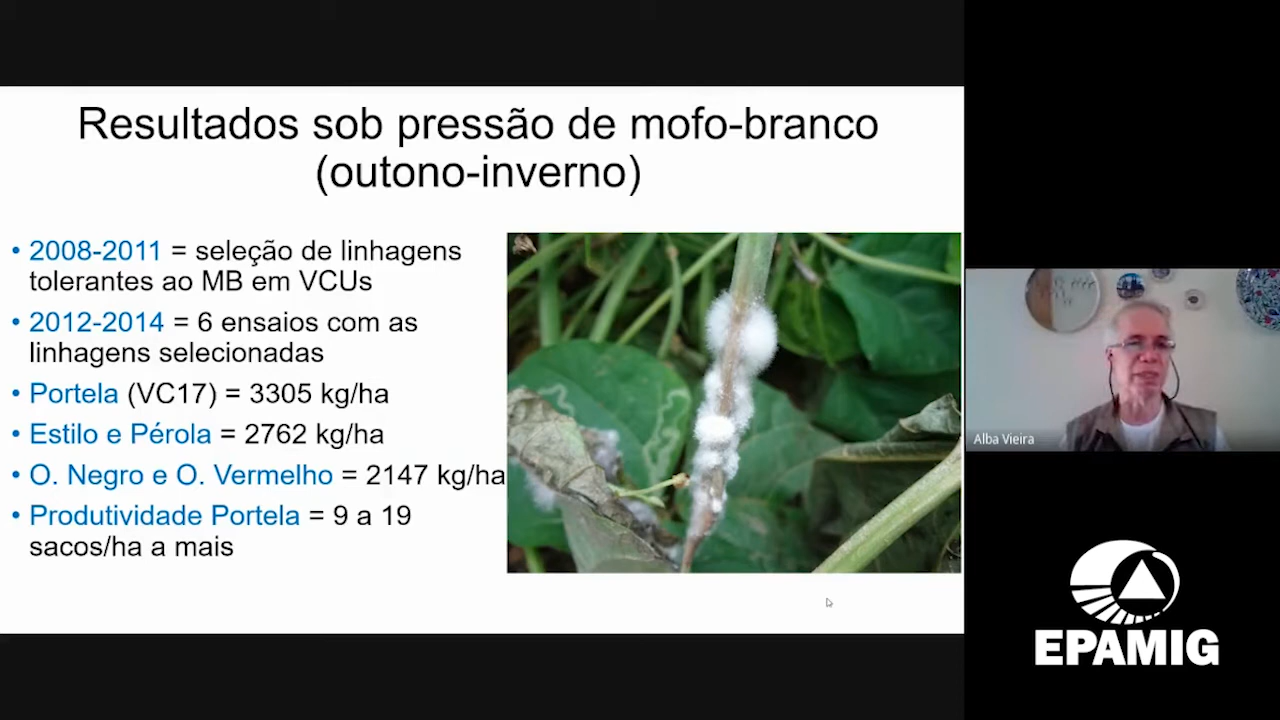 Resultados sob pressão de mofo-branco
(outono-inverno)
• 2008-2011 = seleção de linhagens
tolerantes ao MB em VCUs
• 2012-2014 = 6 ensaios com as
linhagens selecionadas
• Portela (VC17) = 3305 kg/ha
• Estilo e Pérola = 2762 kg/ha
• O. Negro e O. Vermelho = 2147 kg/ha
• Produtividade Portela = 9 a 19
sacos/ha a mais
Alba Vieira
EPAMIG